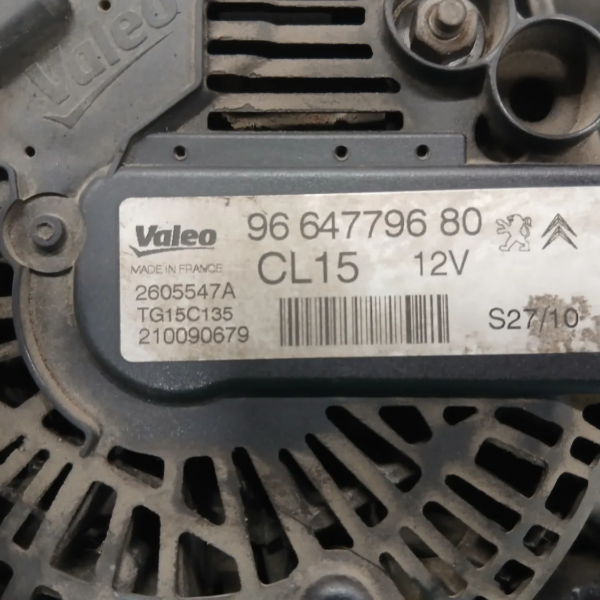 Valeo
Valeo 96 647796 80
MADE IN FRANCE CL15 12V
2605547A
TG15C135
210090679 S27/10